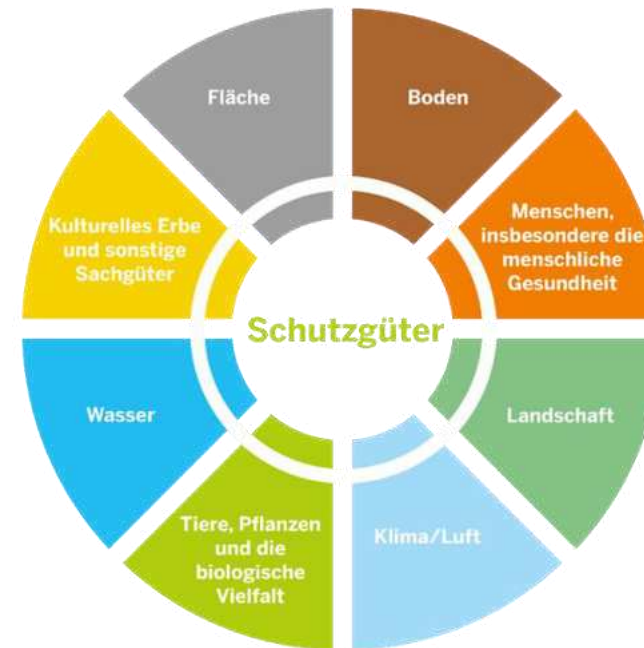 Fläche
Boden
Kulturelles Erbe
und sonstige
Sachgüter
Menschen,
insbesondere die
menschliche
Gesundheit
Schutzgüter
Wasser
Landschaft
Tiere, Pflanzen
und die
biologische
Vielfalt
Klima/Luft